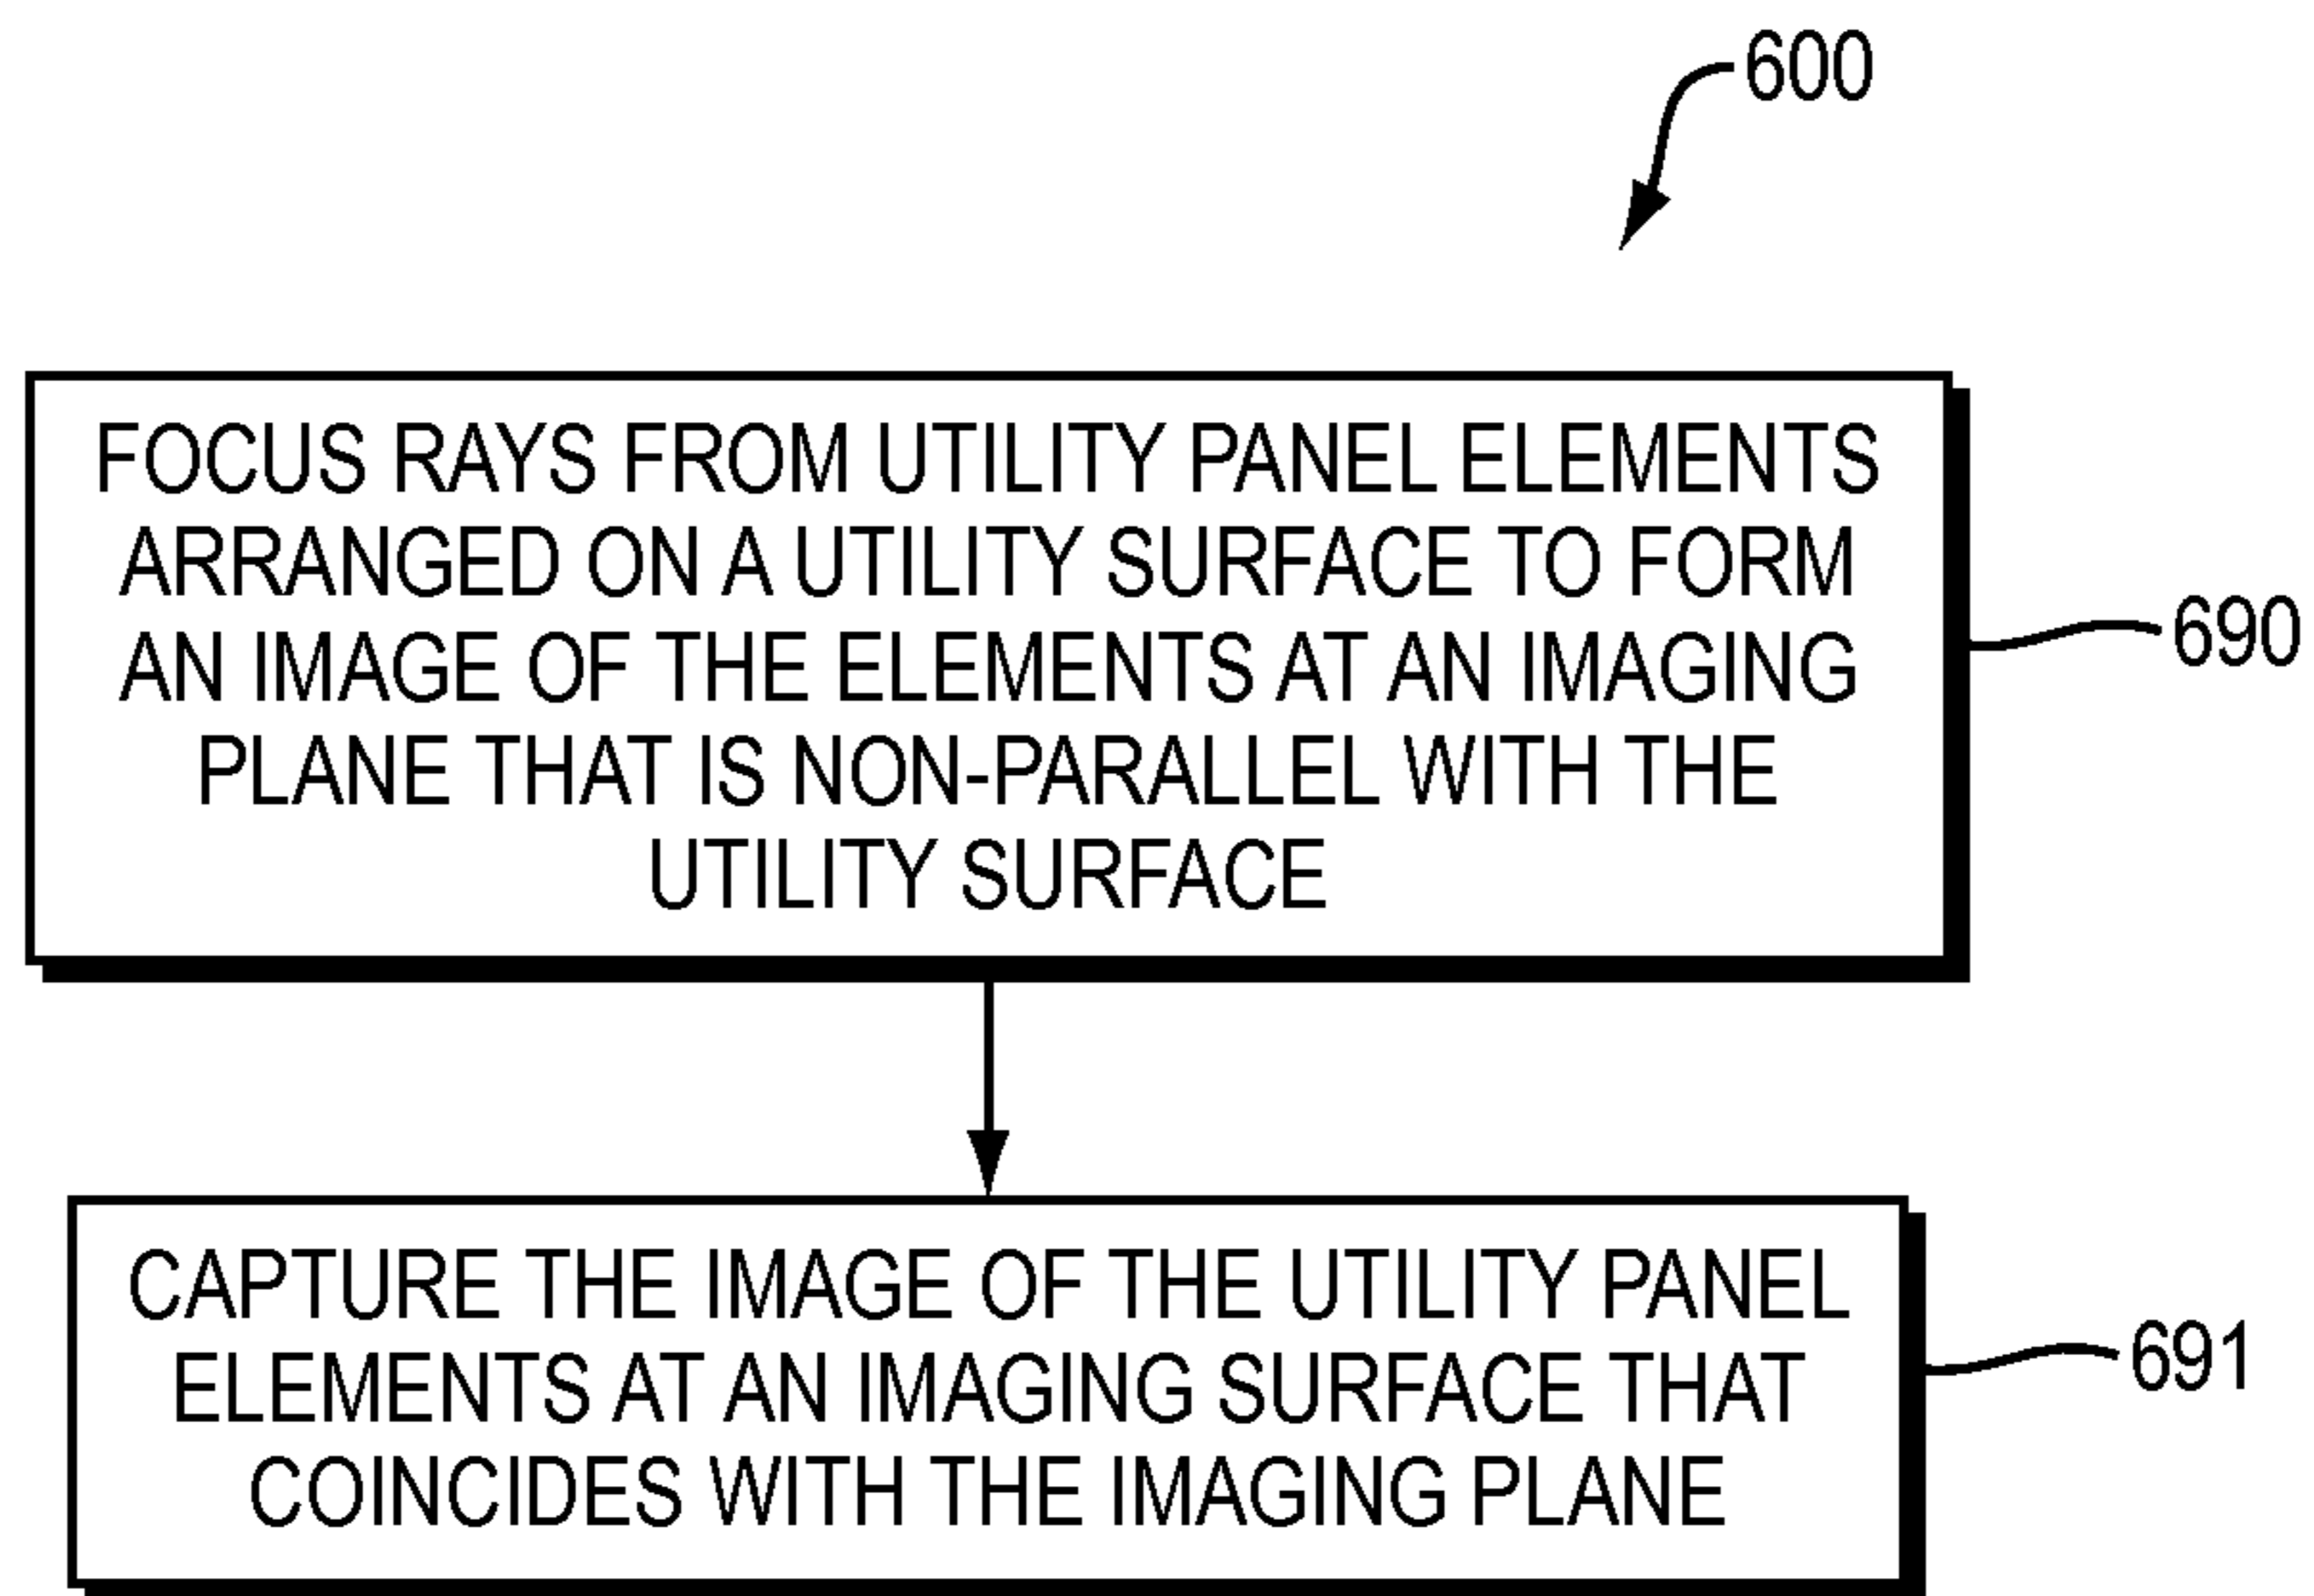 600
FOCUS RAYS FROM UTILITY PANEL ELEMENTS
ARRANGED ON A UTILITY SURFACE TO FORM
AN IMAGE OF THE ELEMENTS AT AN IMAGING
PLANE THAT IS NON-PARALLEL WITH THE
UTILITY SURFACE
690
CAPTURE THE IMAGE OF THE UTILITY PANEL
ELEMENTS AT AN IMAGING SURFACE THAT
COINCIDES WITH THE IMAGING PLANE
691